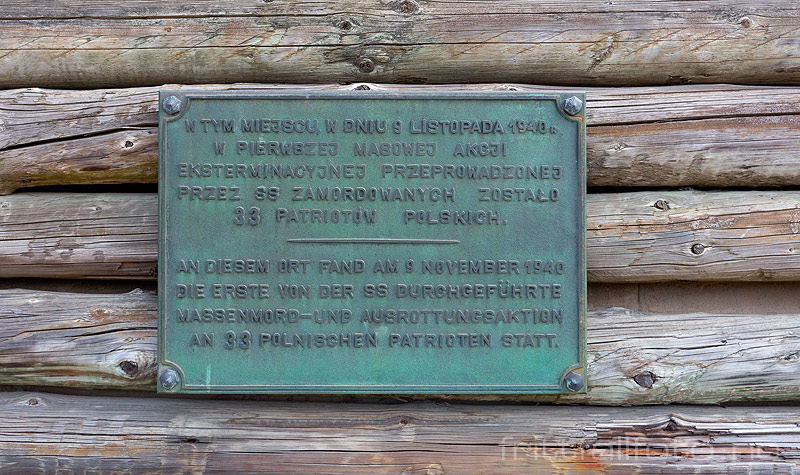 W TYM MIEJSCU, W DNIU 9 LISTOPADA 1940 R.
W PIERWSZEJ MASOWEJ AKCJI
EKSTERMINACYJNEJ PRZEPROWADZONEJ
PRZEZ SS ZAMORDOWANYCH ZOSTAŁO
33 PATRIOTÓW POLSKICH.
AN DIESEM ORT FAND AM 9 NOVEMBER 1940
DIE ERSTE VON DER SS DURCHGEFÜHRTE
MASSENMORD-UND AUSROTTUNGSAKTION
AN 33 POLNISCHEN PATRIOTEN STATT.